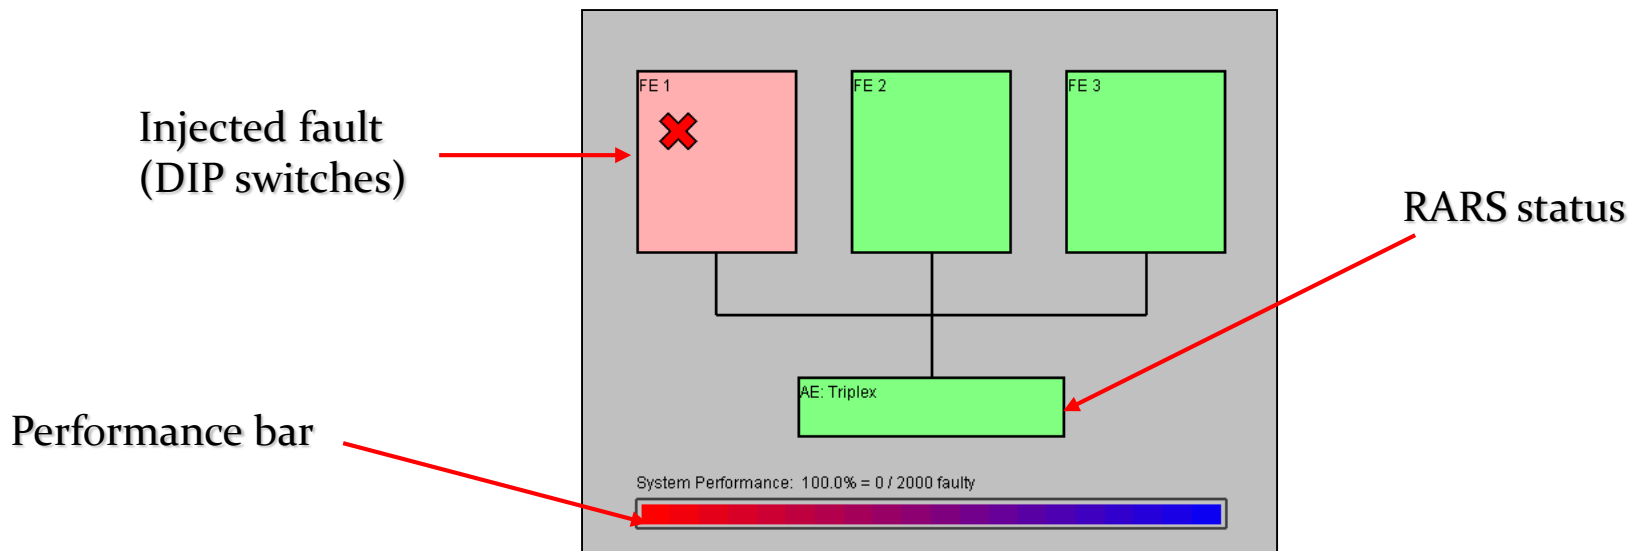 FE 1
FE 2
FE 3
Injected fault
(DIP switches)
RARS status
AE: Triplex
Performance bar
System Performance: 100.0% = 0 / 2000 faulty